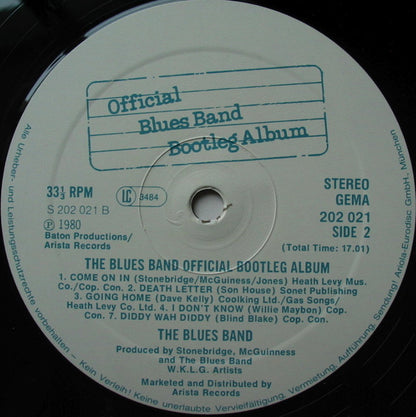 Official
Blues Band
Bootleg Album
33⅓ RPM
LC 3484
STEREO
GEMA
S 202 021 B
202 021
℗ 1980
SIDE 2
Baton Productions/
Arista Records
(Total Time: 17.01)
THE BLUES BAND OFFICIAL BOOTLEG ALBUM
1. COME ON IN (Stonebridge/McGuiness/Jones) Heath Levy Mus.
Co./Cop. Con. 2. DEATH LETTER (Son House) Sonet Publishing
3. GOING HOME (Dave Kelly) Coolking Ltd./Gas Songs/
Heath Levy Co. Ltd. 4. I DON'T KNOW (Willie Maybon) Cop.
Con. 7. DIDDY WAH DIDDY (Blind Blake) Cop. Con.
THE BLUES BAND
Produced by Stonebridge, McGuinness
and The Blues Band
W.K.L.G. Artists
Marketed and Distributed by
Arista Records
Alle Urheber- und Leistungsschutzrechte vorbehalten – Kein Verleih! Keine unerlaubte Vervielfältigung, Vermietung, Aufführung, Sendung! Ariola-Eurodisc GmbH, München